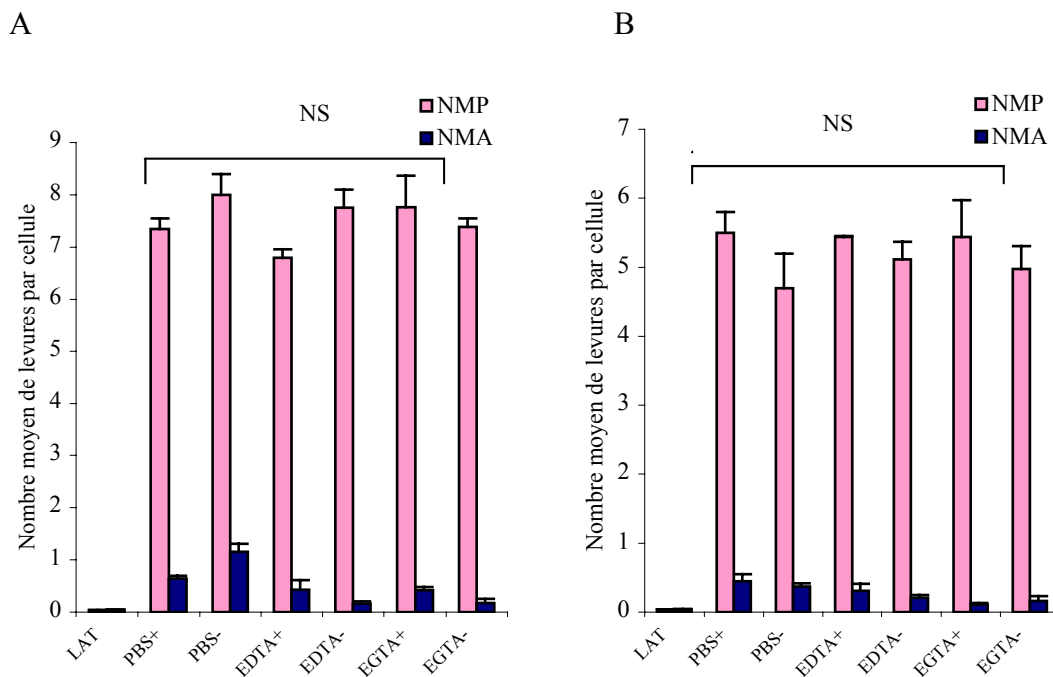 A
NS
NMP
NMA
Nombre moyen de levures par cellule
9
8
7
6
5
4
3
2
1
0
LAT
PBS+
PBS-
EDTA+
EDTA-
EGTA+
EGTA-
B
NS
NMP
NMA
Nombre moyen de levures par cellule
7
6
5
4
3
2
1
0
LAT
PBS+
PBS-
EDTA+
EDTA-
EGTA+
EGTA-